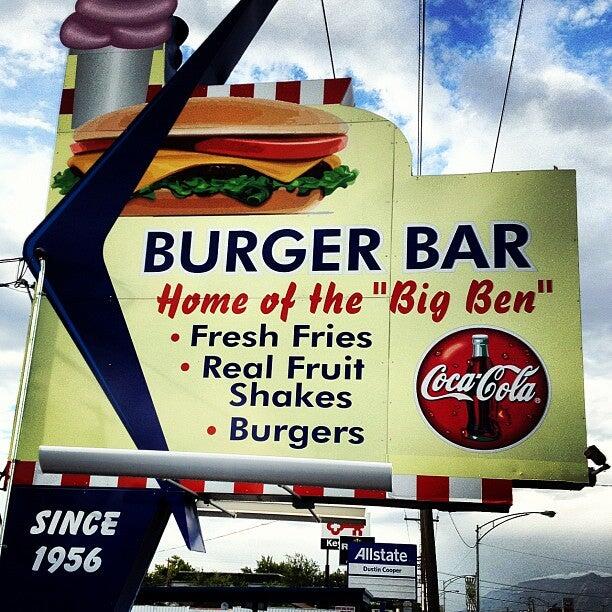 BURGER BAR
Home of the "Big Ben"
• Fresh Fries
• Real Fruit
Shakes
• Burgers
Coca-Cola
SINCE
1956
Key
Allstate
Dustin Cooper